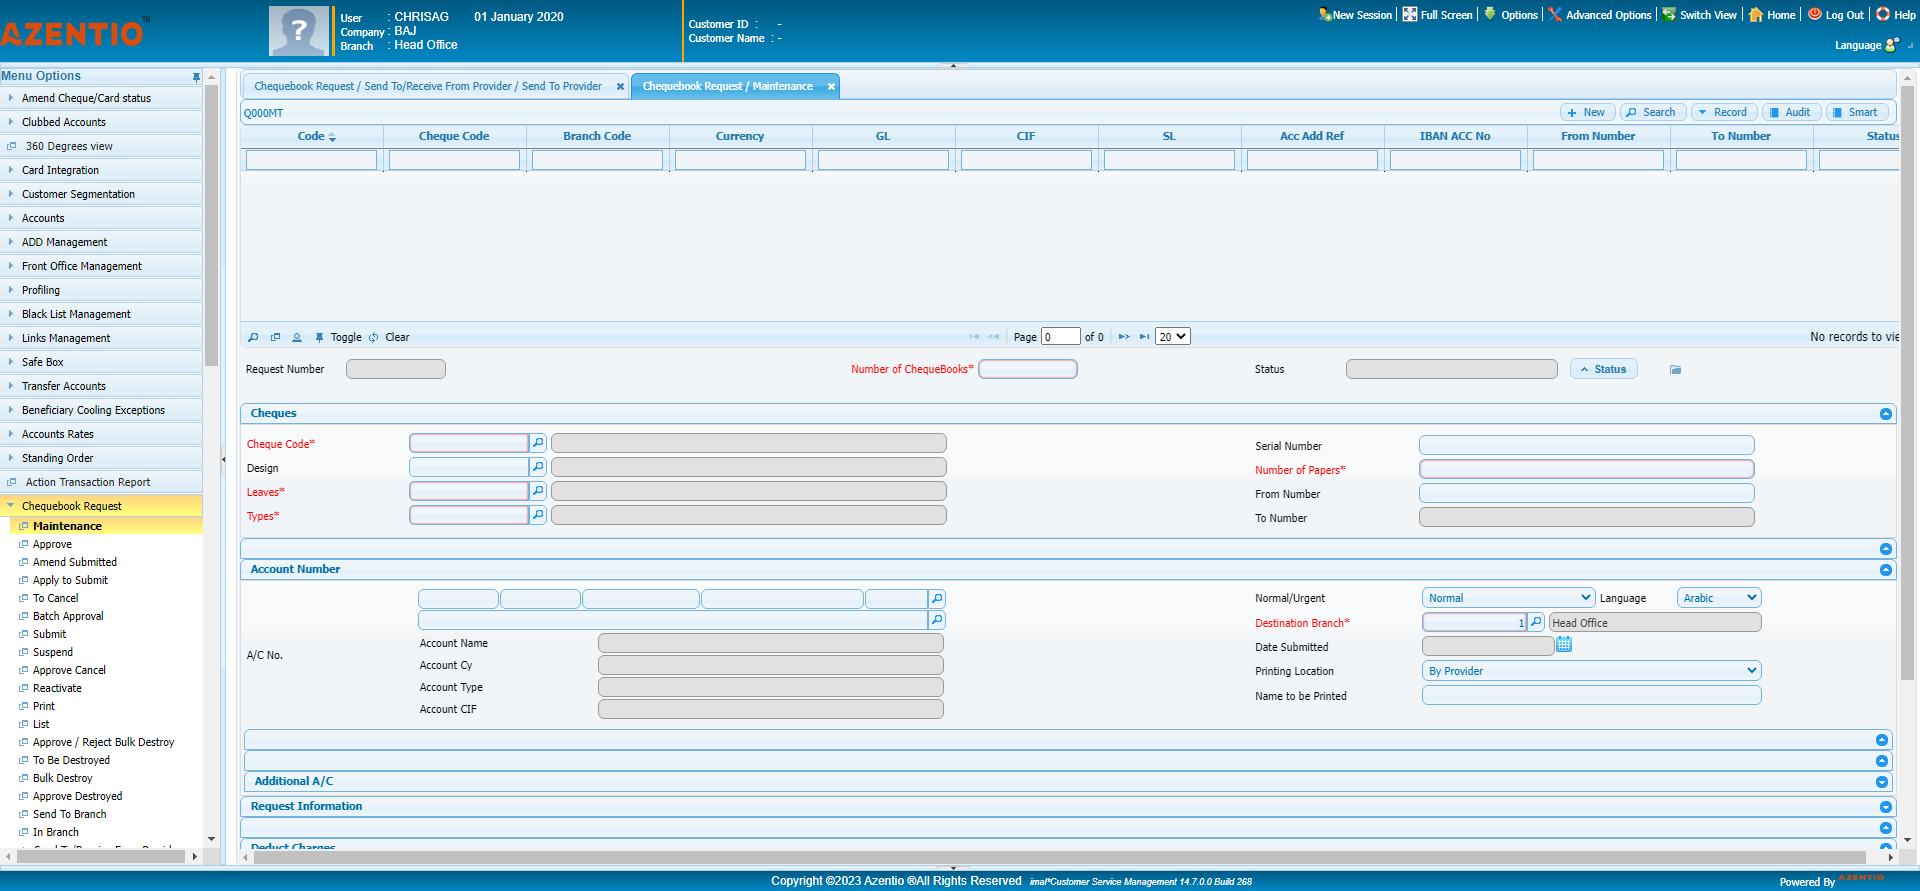 AZENTIO™
User : CHRISAG 01 January 2020
Company : BAJ
Branch : Head Office
Customer ID : -
Customer Name : -
New Session Full Screen Options Advanced Options Switch View Home Log Out Help
Language
Menu Options
Amend Cheque/Card status
Clubbed Accounts
360 Degrees view
Card Integration
Customer Segmentation
Accounts
ADD Management
Front Office Management
Profiling
Black List Management
Links Management
Safe Box
Transfer Accounts
Beneficiary Cooling Exceptions
Accounts Rates
Standing Order
Action Transaction Report
Chequebook Request
Maintenance
Approve
Amend Submitted
Apply to Submit
To Cancel
Batch Approval
Submit
Suspend
Approve Cancel
Reactivate
Print
List
Approve / Reject Bulk Destroy
To Be Destroyed
Bulk Destroy
Approve Destroyed
Send To Branch
In Branch
Chequebook Request / Send To/Receive From Provider / Send To Provider
Chequebook Request / Maintenance
Q000MT
New Search Record Audit Smart
Code Cheque Code Branch Code Currency GL CIF SL Acc Add Ref IBAN ACC No From Number To Number Status
Toggle Clear Page 0 of 0 20 No records to vie
Request Number Number of ChequeBooks* Status Status
Cheques
Cheque Code* Serial Number
Design Number of Papers*
Leaves* From Number
Types* To Number
Account Number
Normal/Urgent Normal Language Arabic
Destination Branch* 1 Head Office
Account Name Date Submitted
A/C No.
Account Cy Printing Location By Provider
Account Type Name to be Printed
Account CIF
Additional A/C
Request Information
Deduct Charges
Copyright ©2023 Azentio ®All Rights Reserved imal*Customer Service Management 14.7.0.0 Build 268
Powered By AZENTIO